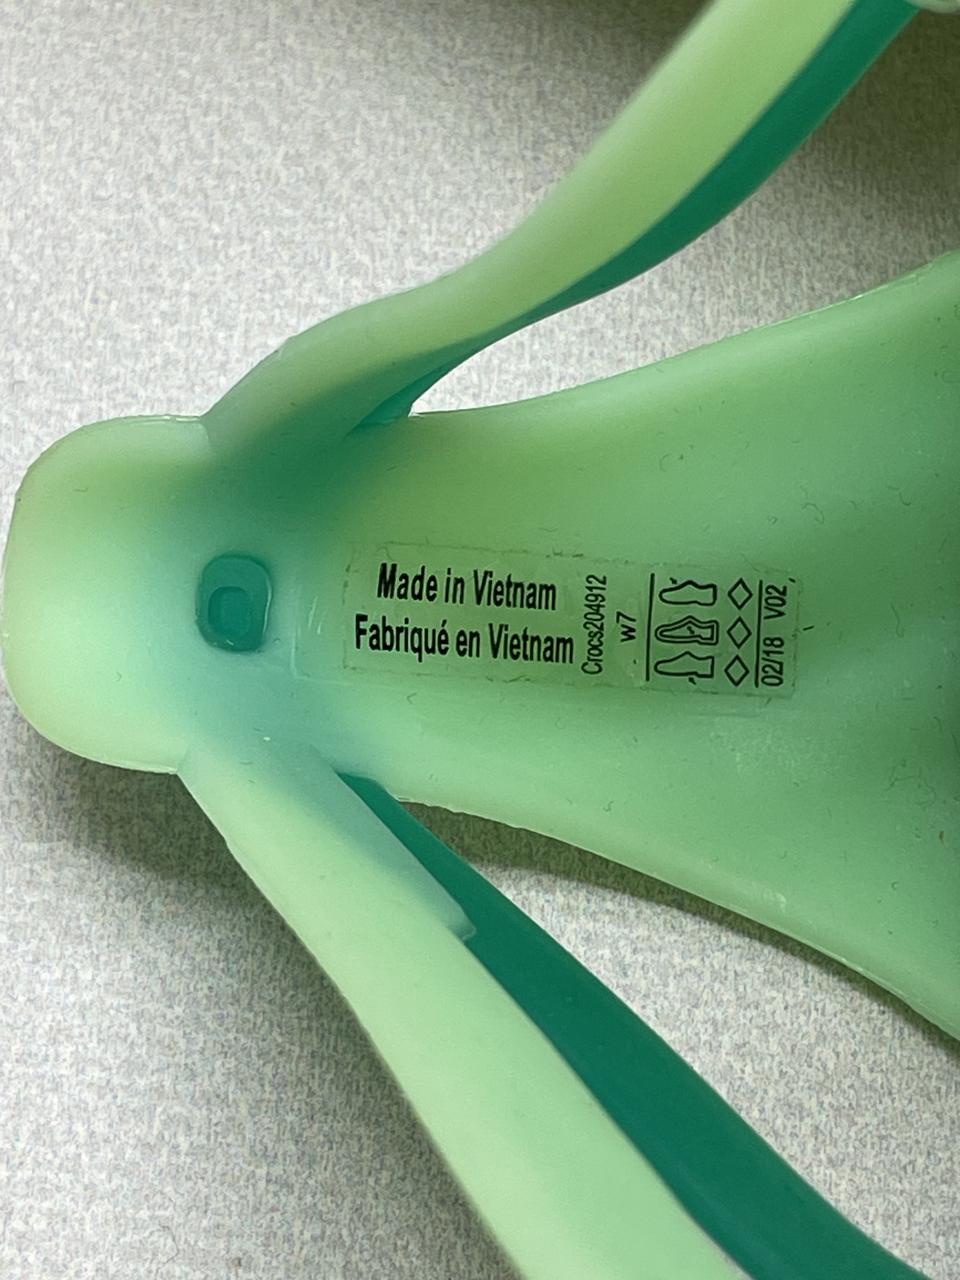 Made in Vietnam
Fabriqué en Vietnam
Crocs204912
w7
02/18 V02